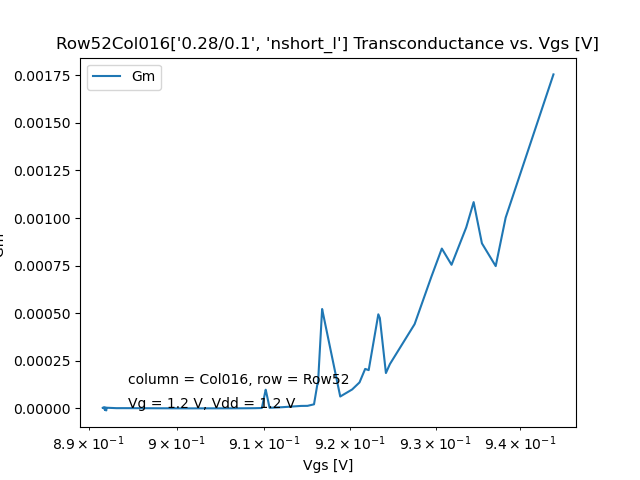 Row52Col016['0.28/0.1', 'nshort_l'] Transconductance vs. Vgs [V]
Gm
0.00175
0.00150
0.00125
0.00100
0.00075
0.00050
0.00025
0.00000
Gm
column = Col016, row = Row52
Vg = 1.2 V, Vdd = 1.2 V
8.9 × 10⁻¹ 9 × 10⁻¹ 9.1 × 10⁻¹ 9.2 × 10⁻¹ 9.3 × 10⁻¹ 9.4 × 10⁻¹
Vgs [V]